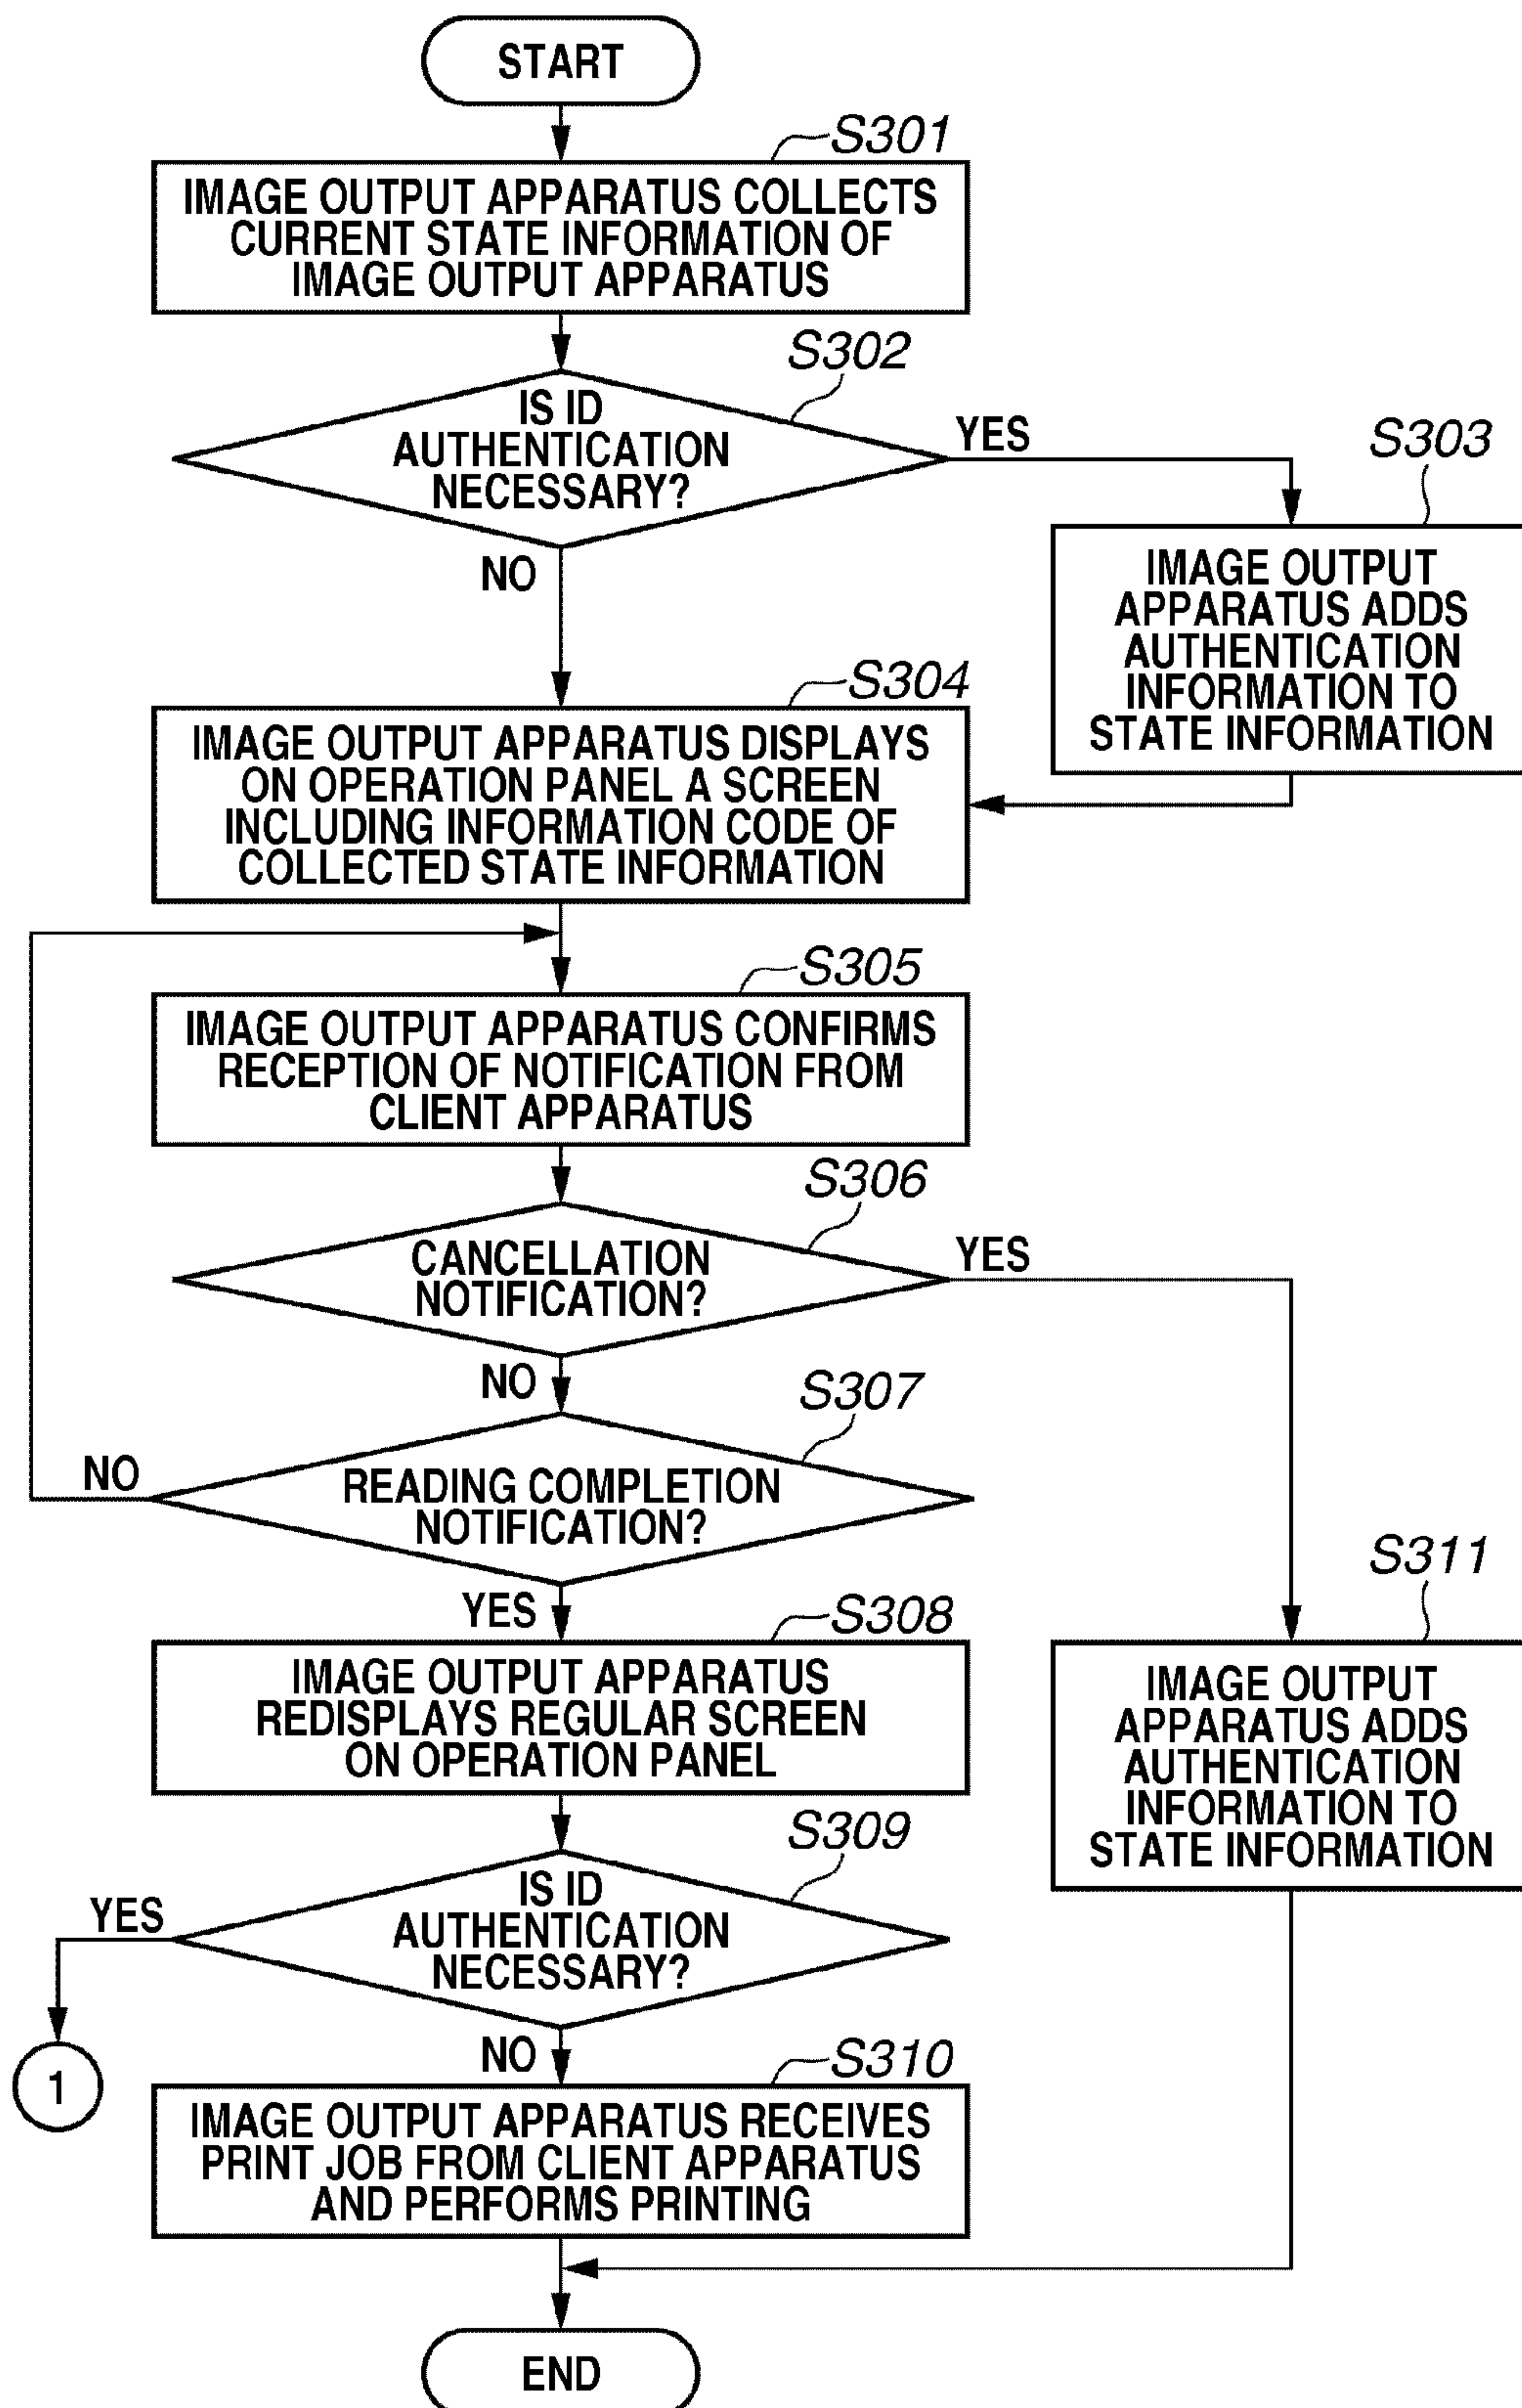 START
S301
IMAGE OUTPUT APPARATUS COLLECTS
CURRENT STATE INFORMATION OF
IMAGE OUTPUT APPARATUS
S302
IS ID
AUTHENTICATION
NECESSARY?
YES
NO
S303
IMAGE OUTPUT
APPARATUS ADDS
AUTHENTICATION
INFORMATION TO
STATE INFORMATION
S304
IMAGE OUTPUT APPARATUS DISPLAYS
ON OPERATION PANEL A SCREEN
INCLUDING INFORMATION CODE OF
COLLECTED STATE INFORMATION
S305
IMAGE OUTPUT APPARATUS CONFIRMS
RECEPTION OF NOTIFICATION FROM
CLIENT APPARATUS
S306
CANCELLATION
NOTIFICATION?
YES
NO
S307
READING COMPLETION
NOTIFICATION?
NO
YES
S308
IMAGE OUTPUT APPARATUS
REDISPLAYS REGULAR SCREEN
ON OPERATION PANEL
S311
IMAGE OUTPUT
APPARATUS ADDS
AUTHENTICATION
INFORMATION TO
STATE INFORMATION
S309
IS ID
AUTHENTICATION
NECESSARY?
YES
1
NO
S310
IMAGE OUTPUT APPARATUS RECEIVES
PRINT JOB FROM CLIENT APPARATUS
AND PERFORMS PRINTING
END